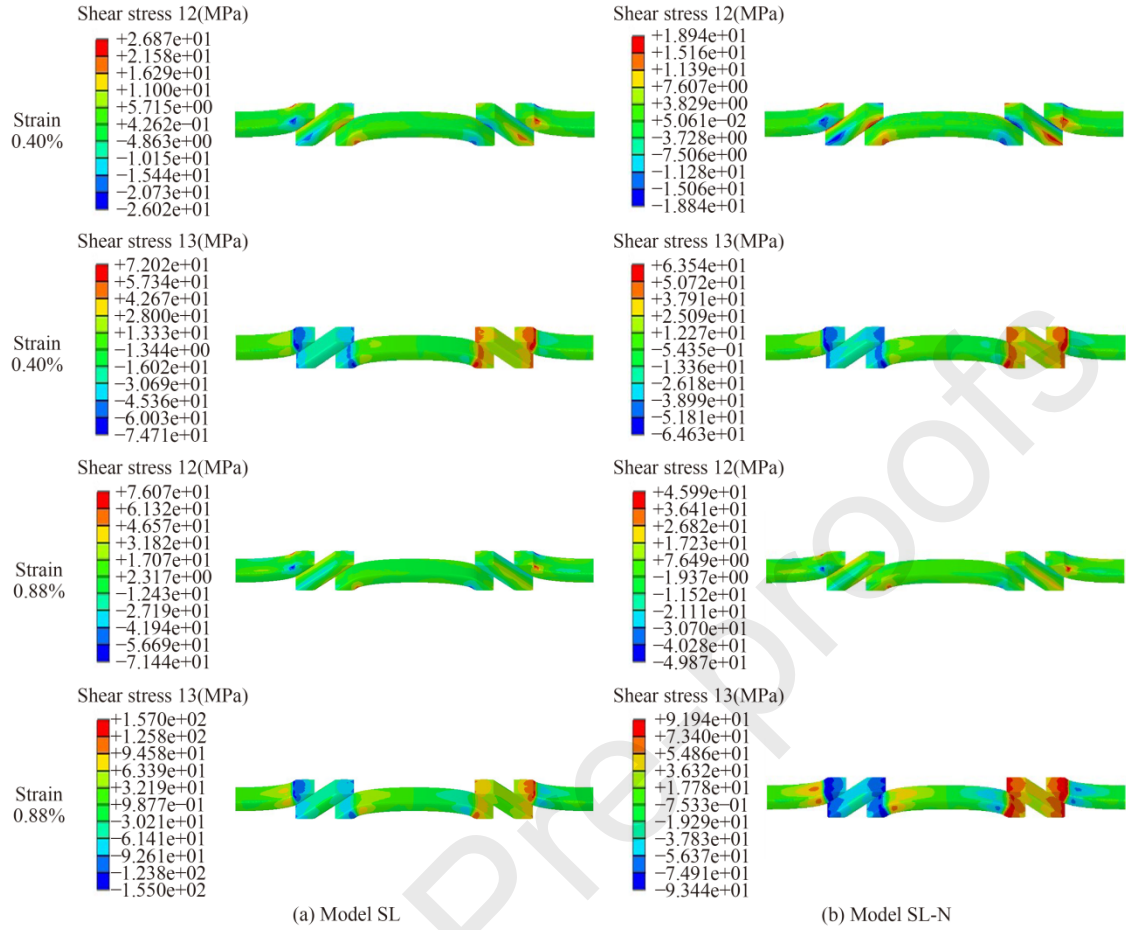 Shear stress 12(MPa)
+2.687e+01
+2.158e+01
+1.629e+01
+1.100e+01
+5.715e+00
+4.262e−01
−4.863e+00
−1.015e+01
−1.544e+01
−2.073e+01
−2.602e+01
Strain
0.40%
Shear stress 12(MPa)
+1.894e+01
+1.516e+01
+1.139e+01
+7.607e+00
+3.829e+00
+5.061e−02
−3.728e+00
−7.506e+00
−1.128e+01
−1.506e+01
−1.884e+01
Shear stress 13(MPa)
+7.202e+01
+5.734e+01
+4.267e+01
+2.800e+01
+1.333e+01
−1.344e+00
−1.602e+01
−3.069e+01
−4.536e+01
−6.003e+01
−7.471e+01
Strain
0.40%
Shear stress 13(MPa)
+6.354e+01
+5.072e+01
+3.791e+01
+2.509e+01
+1.227e+01
−5.435e−01
−1.336e+01
−2.618e+01
−3.899e+01
−5.181e+01
−6.463e+01
Shear stress 12(MPa)
+7.607e+01
+6.132e+01
+4.657e+01
+3.182e+01
+1.707e+01
+2.317e+00
−1.243e+01
−2.719e+01
−4.194e+01
−5.669e+01
−7.144e+01
Strain
0.88%
Shear stress 12(MPa)
+4.599e+01
+3.641e+01
+2.682e+01
+1.723e+01
+7.649e+00
−1.937e+00
−1.152e+01
−2.111e+01
−3.070e+01
−4.028e+01
−4.987e+01
Shear stress 13(MPa)
+1.570e+02
+1.258e+02
+9.458e+01
+6.339e+01
+3.219e+01
+9.877e−01
−3.021e+01
−6.141e+01
−9.261e+01
−1.238e+02
−1.550e+02
Strain
0.88%
Shear stress 13(MPa)
+9.194e+01
+7.340e+01
+5.486e+01
+3.632e+01
+1.778e+01
−7.533e−01
−1.929e+01
−3.783e+01
−5.637e+01
−7.491e+01
−9.344e+01
(a) Model SL
(b) Model SL-N
Pre-proofs